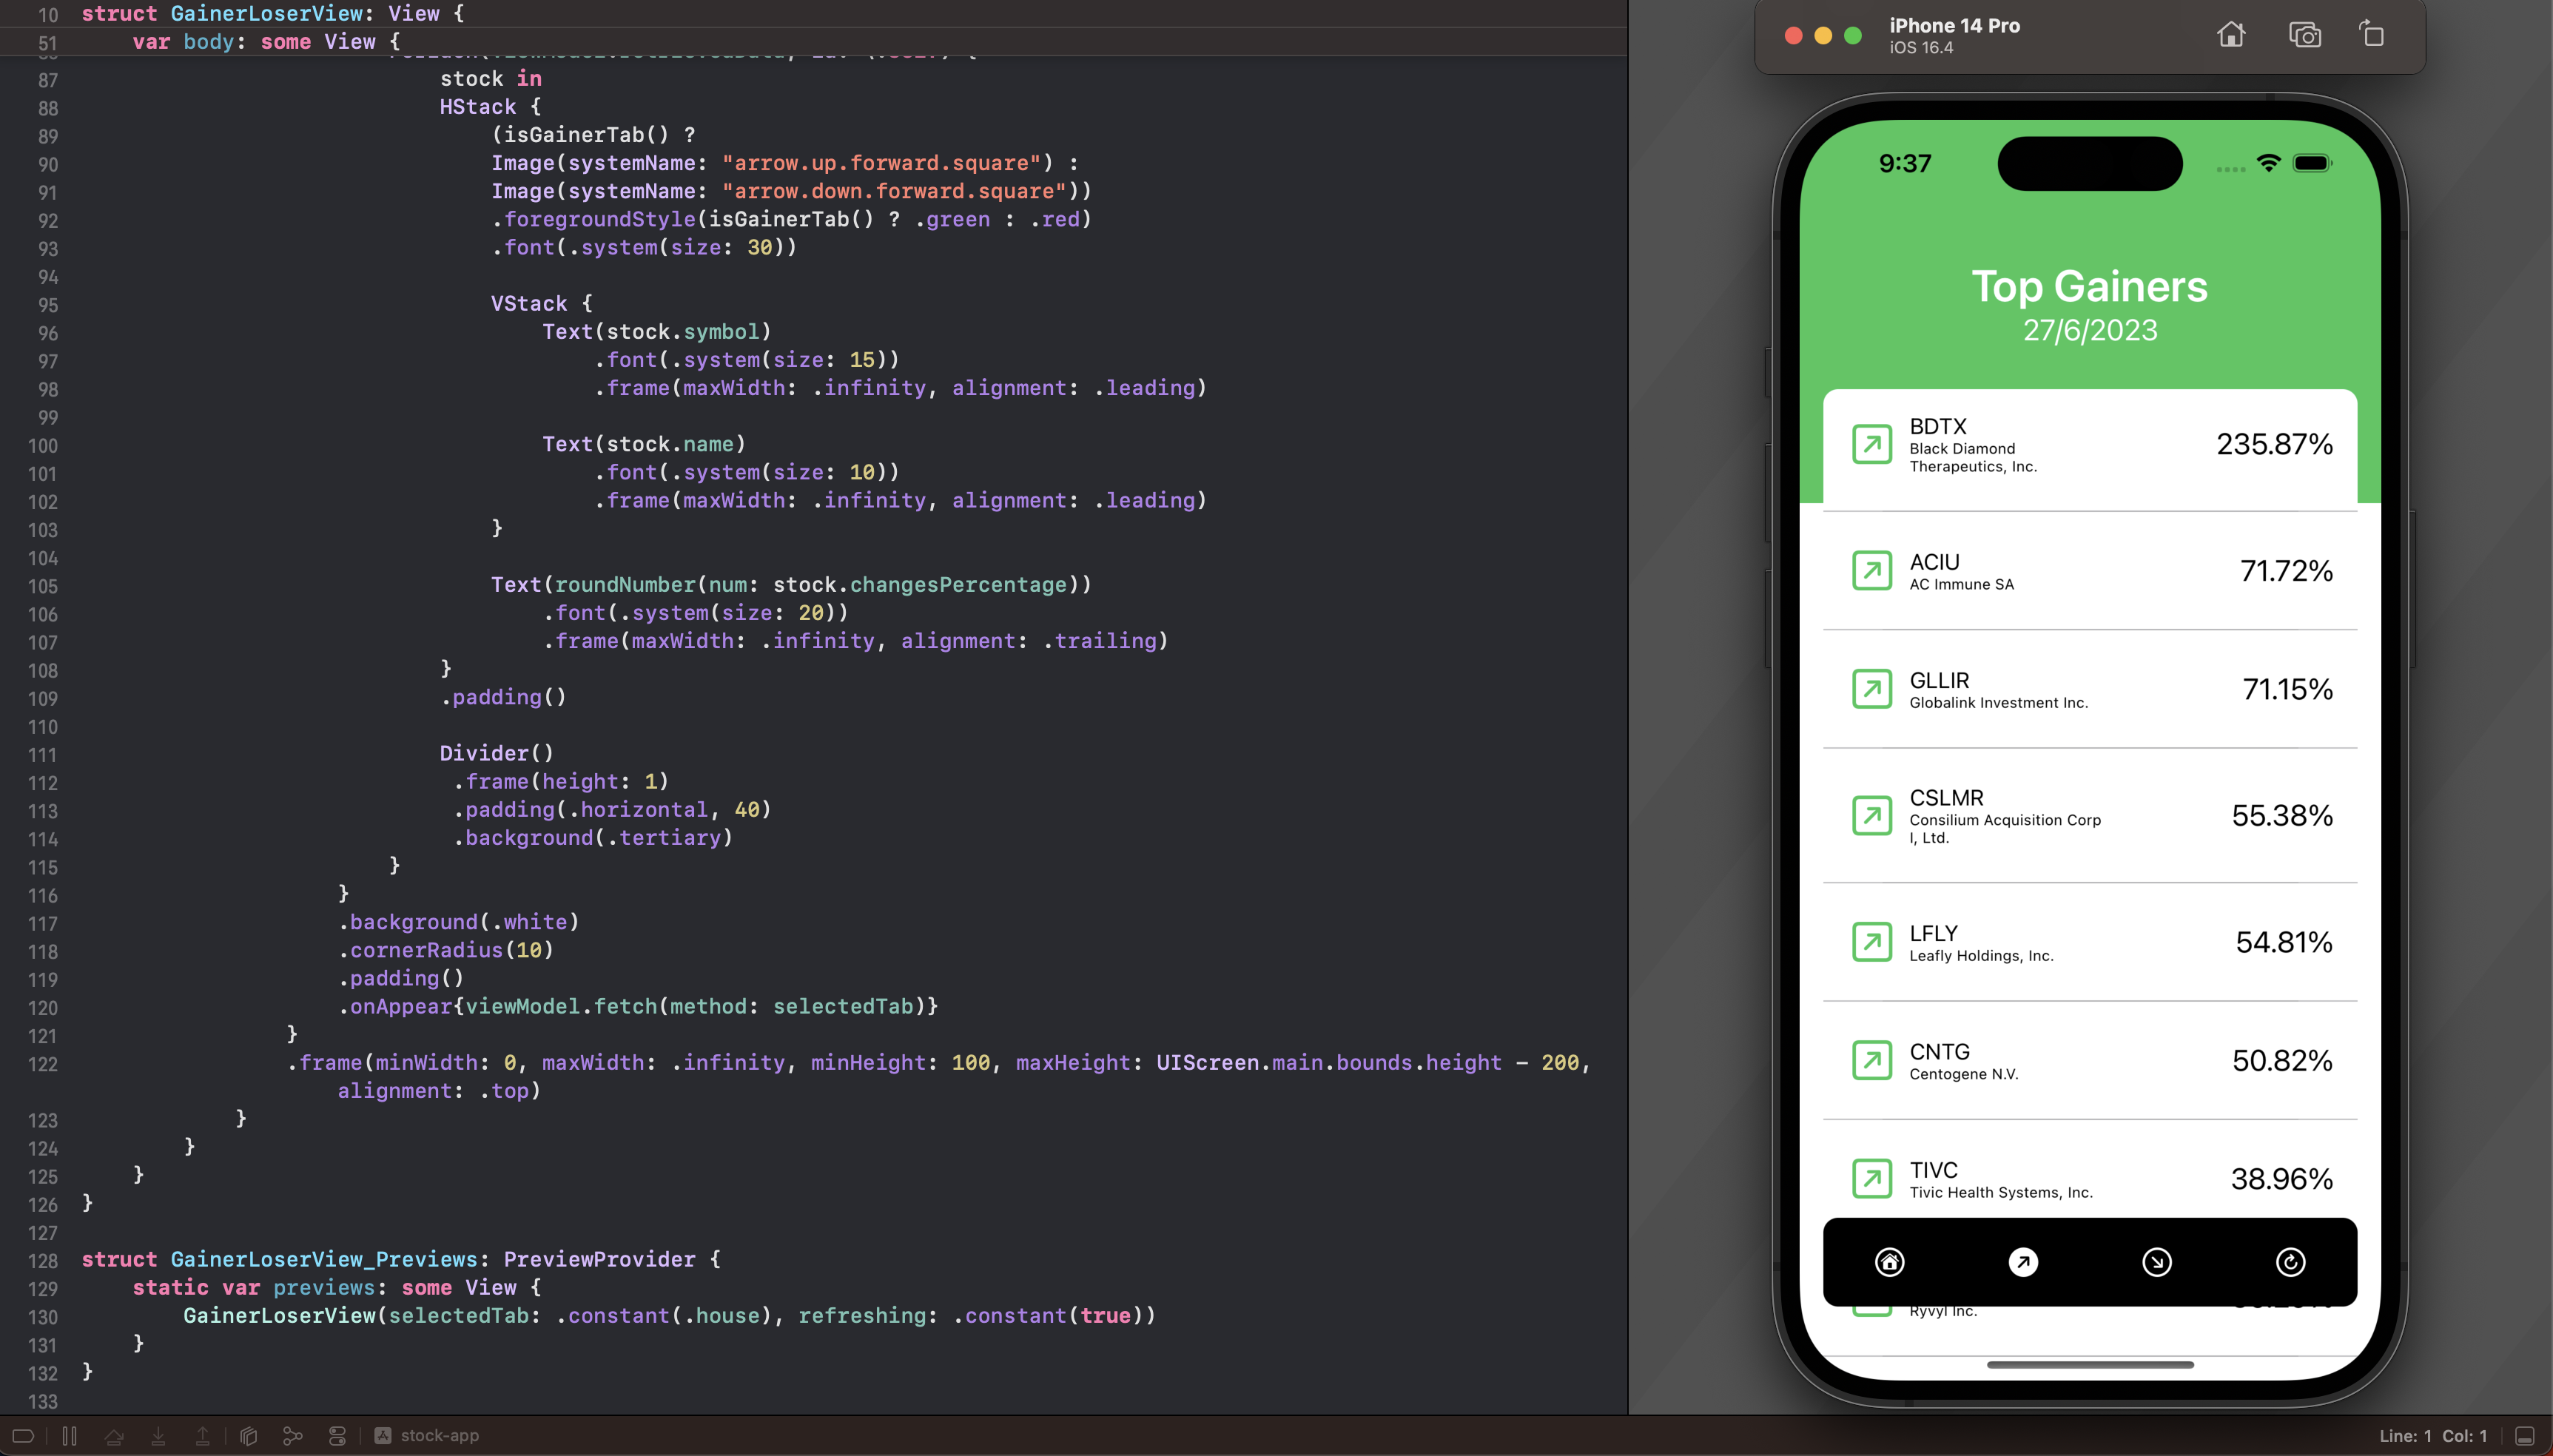 10 struct GainerLoserView: View {
51 var body: some View {
87 stock in
88 HStack {
89 (isGainerTab() ?
90 Image(systemName: "arrow.up.forward.square") :
91 Image(systemName: "arrow.down.forward.square"))
92 .foregroundStyle(isGainerTab() ? .green : .red)
93 .font(.system(size: 30))
94
95 VStack {
96 Text(stock.symbol)
97 .font(.system(size: 15))
98 .frame(maxWidth: .infinity, alignment: .leading)
99
100 Text(stock.name)
101 .font(.system(size: 10))
102 .frame(maxWidth: .infinity, alignment: .leading)
103 }
104
105 Text(roundNumber(num: stock.changesPercentage))
106 .font(.system(size: 20))
107 .frame(maxWidth: .infinity, alignment: .trailing)
108 }
109 .padding()
110
111 Divider()
112 .frame(height: 1)
113 .padding(.horizontal, 40)
114 .background(.tertiary)
115 }
116 }
117 .background(.white)
118 .cornerRadius(10)
119 .padding()
120 .onAppear{viewModel.fetch(method: selectedTab)}
121 }
122 .frame(minWidth: 0, maxWidth: .infinity, minHeight: 100, maxHeight: UIScreen.main.bounds.height - 200,
alignment: .top)
123 }
124 }
125 }
126 }
127
128 struct GainerLoserView_Previews: PreviewProvider {
129 static var previews: some View {
130 GainerLoserView(selectedTab: .constant(.house), refreshing: .constant(true))
131 }
132 }
133
stock-app
Line: 1 Col: 1
iPhone 14 Pro
iOS 16.4
9:37
Top Gainers
27/6/2023
BDTX
Black Diamond
Therapeutics, Inc.
235.87%
ACIU
AC Immune SA
71.72%
GLLIR
Globalink Investment Inc.
71.15%
CSLMR
Consilium Acquisition Corp
I, Ltd.
55.38%
LFLY
Leafly Holdings, Inc.
54.81%
CNTG
Centogene N.V.
50.82%
TIVC
Tivic Health Systems, Inc.
38.96%
Ryvyl Inc.